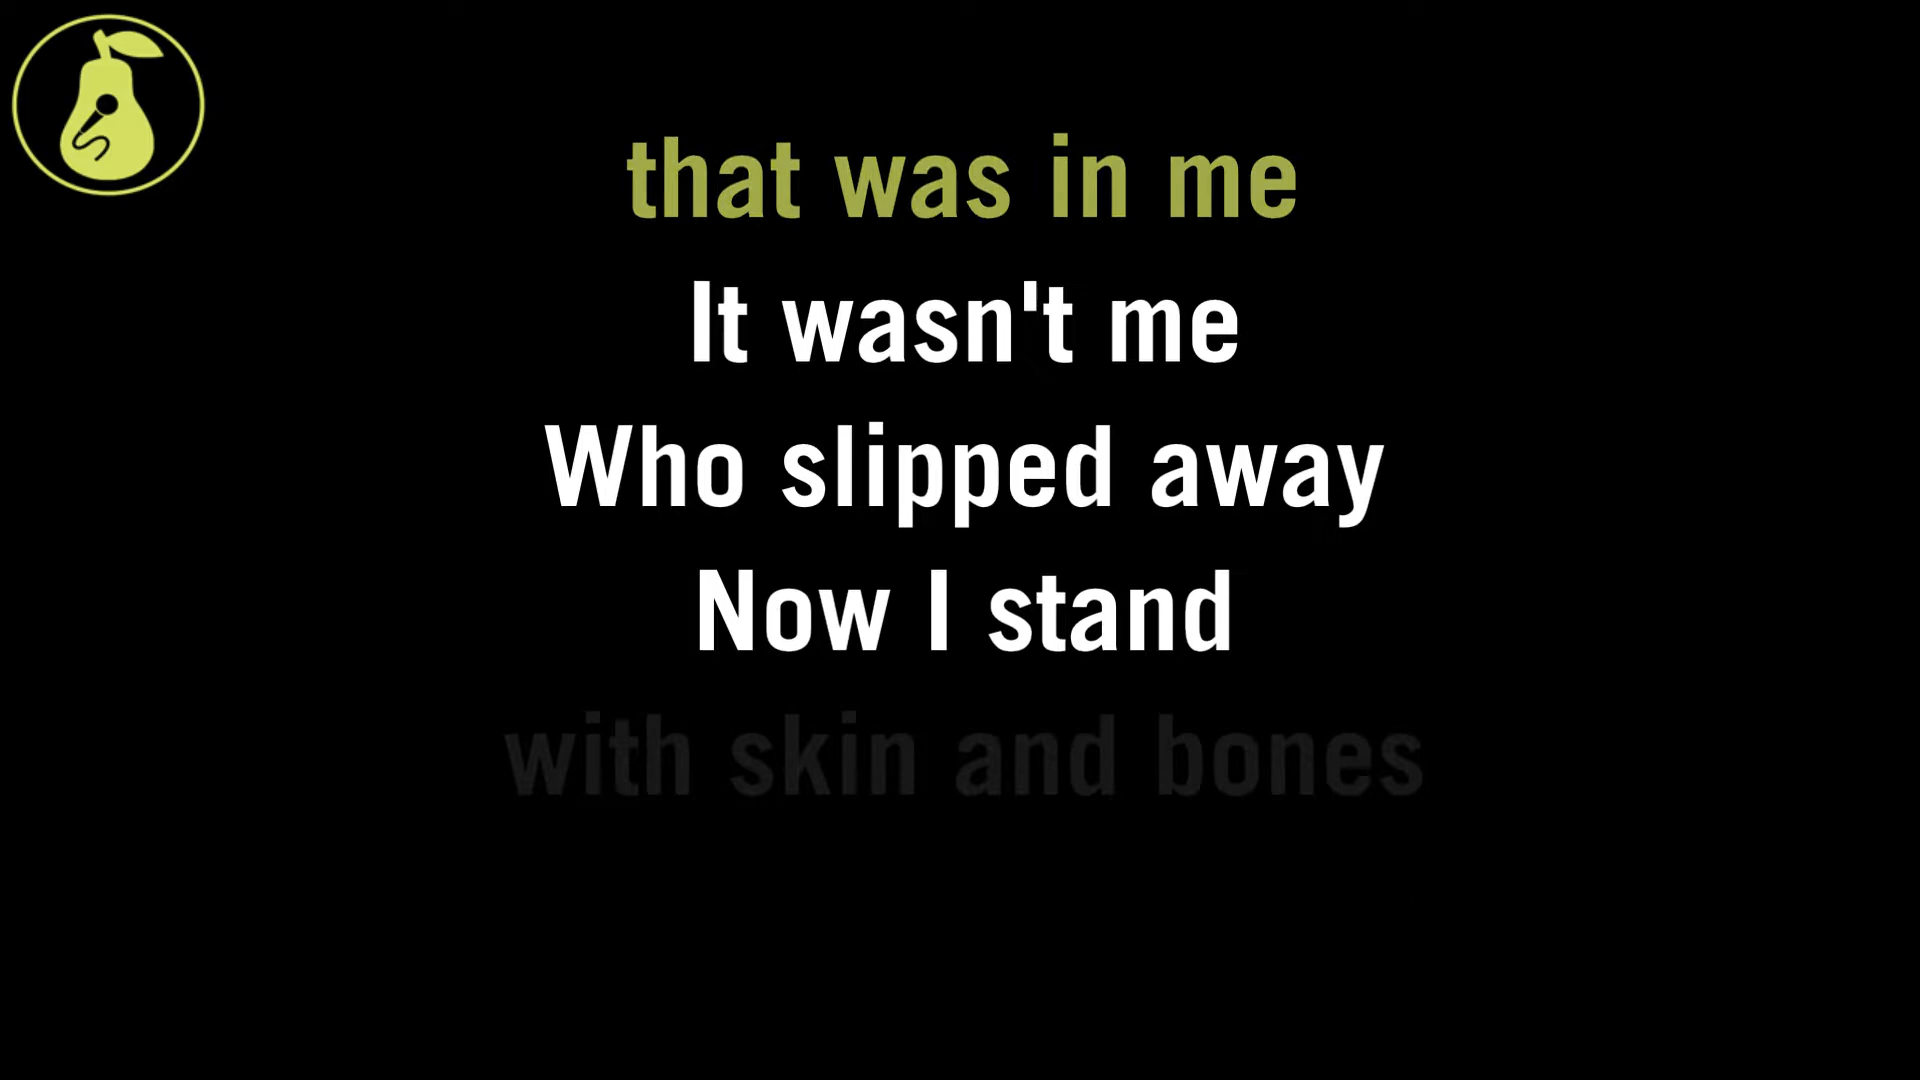 that was in me
It wasn't me
Who slipped away
Now I stand
with skin and bones